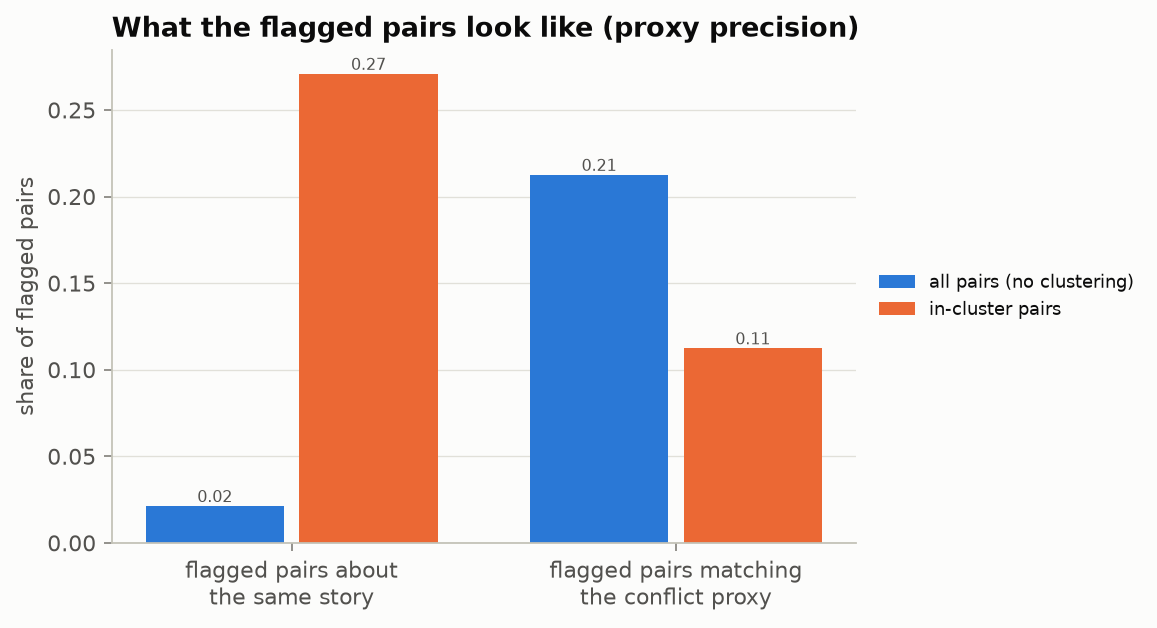 What the flagged pairs look like (proxy precision)
share of flagged pairs
0.25
0.20
0.15
0.10
0.05
0.00
0.02
0.27
0.21
0.11
flagged pairs about
the same story
flagged pairs matching
the conflict proxy
all pairs (no clustering)
in-cluster pairs